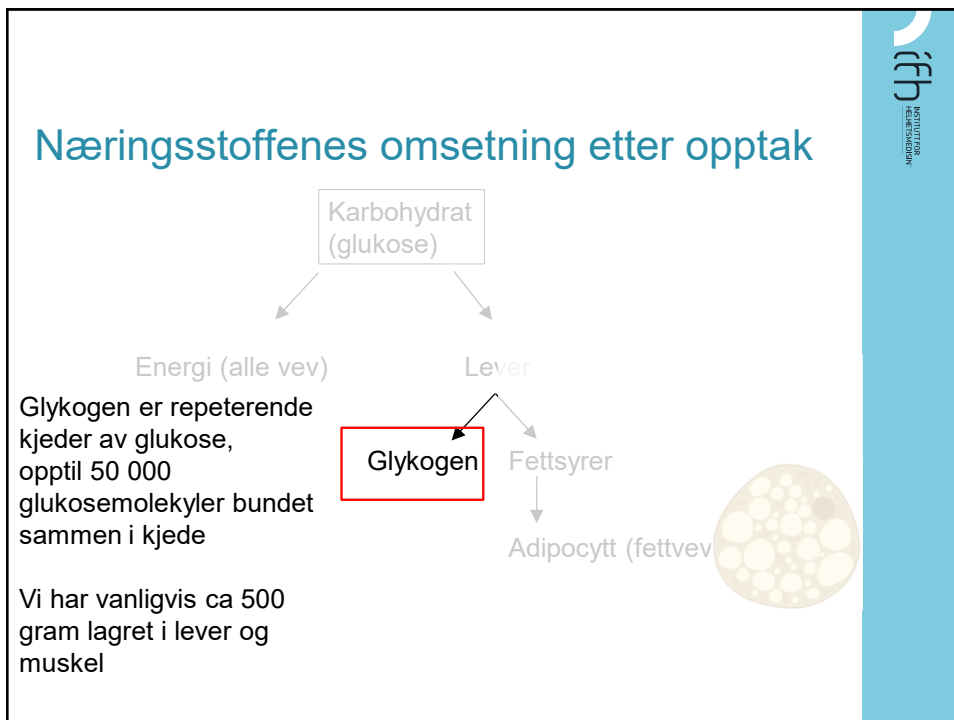 Næringsstoffenes omsetning etter opptak
Karbohydrat
(glukose)
Energi (alle vev)
Lever
Glykogen er repeterende
kjeder av glukose,
opptil 50 000
glukosemolekyler bundet
sammen i kjede
Vi har vanligvis ca 500
gram lagret i lever og
muskel
Glykogen
Fettsyrer
Adipocytt (fettvev
ifh
INSTITUTT FOR
HELHETSMEDISIN